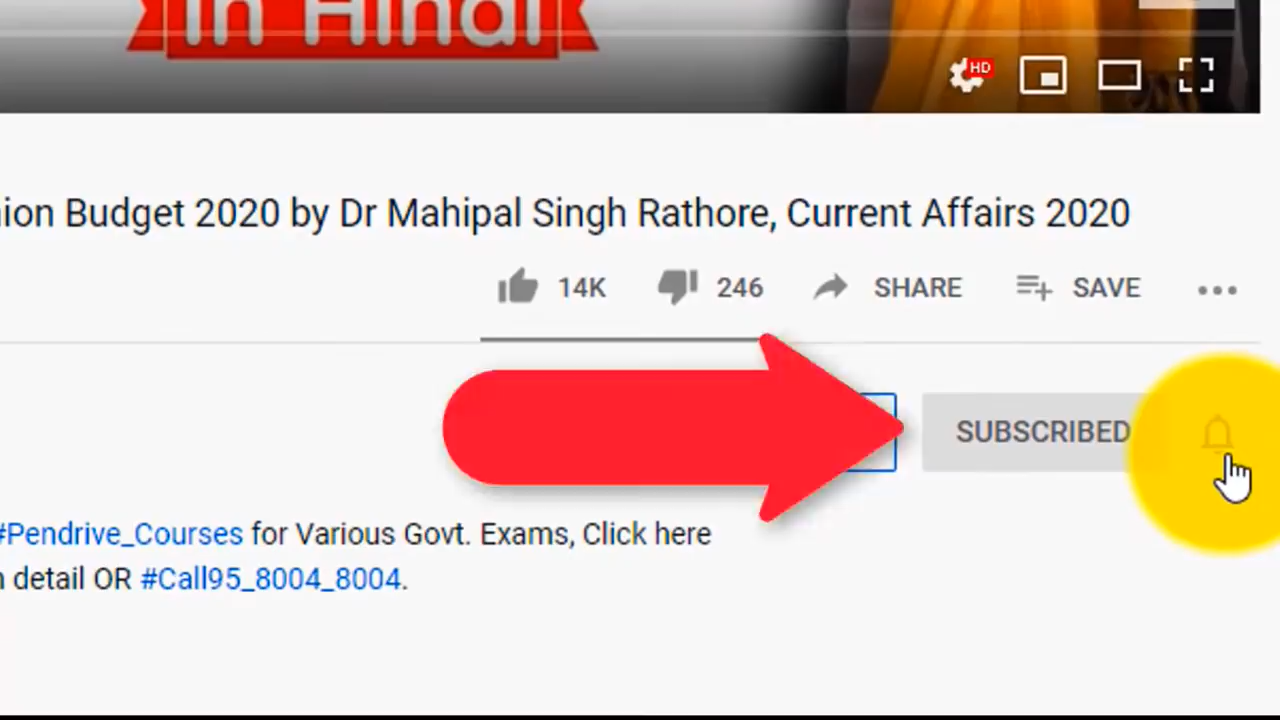 in Hindi
HD
Budget 2020 by Dr Mahipal Singh Rathore, Current Affairs 2020
14K 246 SHARE SAVE
SUBSCRIBED
#Pendrive_Courses for Various Govt. Exams, Click here
detail OR #Call95_8004_8004.